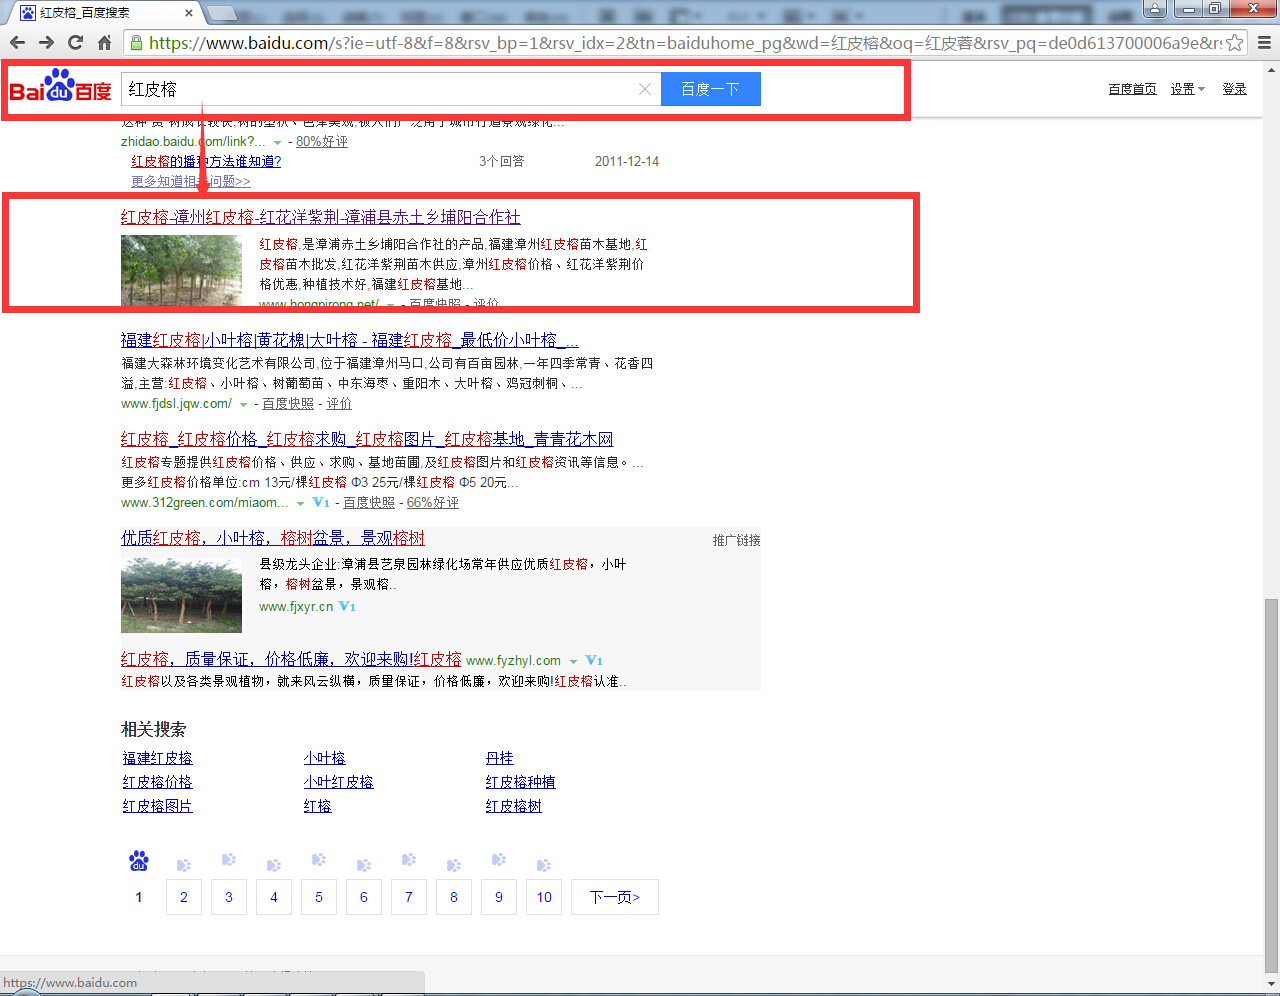 红皮榕_百度搜索
https://www.baidu.com/s?ie=utf-8&f=8&rsv_bp=1&rsv_idx=2&tn=baiduhome_pg&wd=红皮榕&oq=红皮蓉&rsv_pq=de0d613700006a9e&rs
Bai du 百度
红皮榕
百度一下
百度首页 设置 登录
zhidao.baidu.com/link?... - 80%好评
红皮榕的播种方法谁知道? 3个回答 2011-12-14
更多知道相关问题>>
红皮榕-漳州红皮榕-红花洋紫荆-漳浦县赤土乡埔阳合作社
红皮榕,是漳浦赤土乡埔阳合作社的产品,福建漳州红皮榕苗木基地,红
皮榕苗木批发,红花洋紫荆苗木供应,漳州红皮榕价格、红花洋紫荆价
格优惠,种植技术好,福建红皮榕基地...
www.hongpirong.net/ - 百度快照 - 评价
福建红皮榕|小叶榕|黄花槐|大叶榕 - 福建红皮榕_最低价小叶榕_...
福建大森林环境变化艺术有限公司,位于福建漳州马口,公司有百亩园林,一年四季常青、花香四
溢,主营:红皮榕、小叶榕、树葡萄苗、中东海枣、重阳木、大叶榕、鸡冠刺桐、...
www.fjdsl.jqw.com/ - 百度快照 - 评价
红皮榕_红皮榕价格_红皮榕求购_红皮榕图片_红皮榕基地_青青花木网
红皮榕专题提供红皮榕价格、供应、求购、基地苗圃,及红皮榕图片和红皮榕资讯等信息。...
更多红皮榕价格单位:cm 13元/棵红皮榕 Φ3 25元/棵红皮榕 Φ5 20元...
www.312green.com/miaom... V1 - 百度快照 - 66%好评
优质红皮榕，小叶榕，榕树盆景，景观榕树 推广链接
县级龙头企业:漳浦县艺泉园林绿化场常年供应优质红皮榕，小叶
榕，榕树盆景，景观榕..
www.fjxyr.cn V1
红皮榕，质量保证，价格低廉，欢迎来购!红皮榕 www.fyzhyl.com V1
红皮榕以及各类景观植物，就来风云纵横，质量保证，价格低廉，欢迎来购!红皮榕认准..
相关搜索
福建红皮榕 小叶榕 丹桂
红皮榕价格 小叶红皮榕 红皮榕种植
红皮榕图片 红榕 红皮榕树
du
1 2 3 4 5 6 7 8 9 10 下一页>
https://www.baidu.com